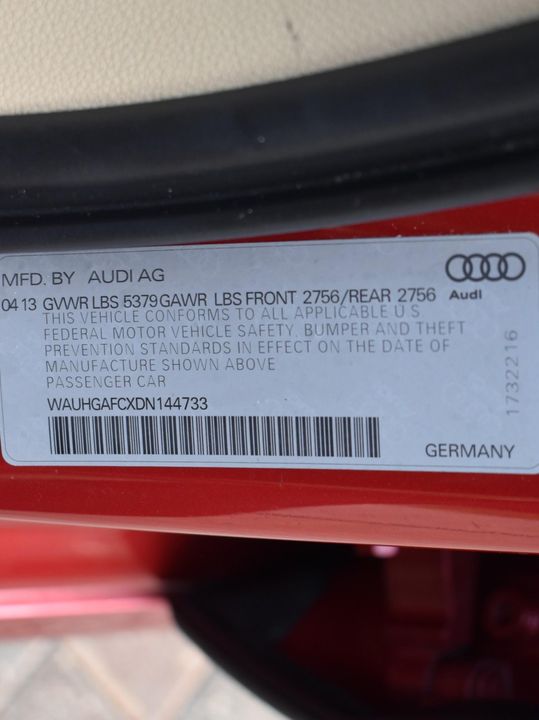 MFD. BY AUDI AG
04 13 GVWR LBS 5379 GAWR LBS FRONT 2756/REAR 2756
Audi
THIS VEHICLE CONFORMS TO ALL APPLICABLE U S
FEDERAL MOTOR VEHICLE SAFETY, BUMPER AND THEFT
PREVENTION STANDARDS IN EFFECT ON THE DATE OF
MANUFACTURE SHOWN ABOVE
PASSENGER CAR
WAUHGAFCXDN144733
1732216
GERMANY